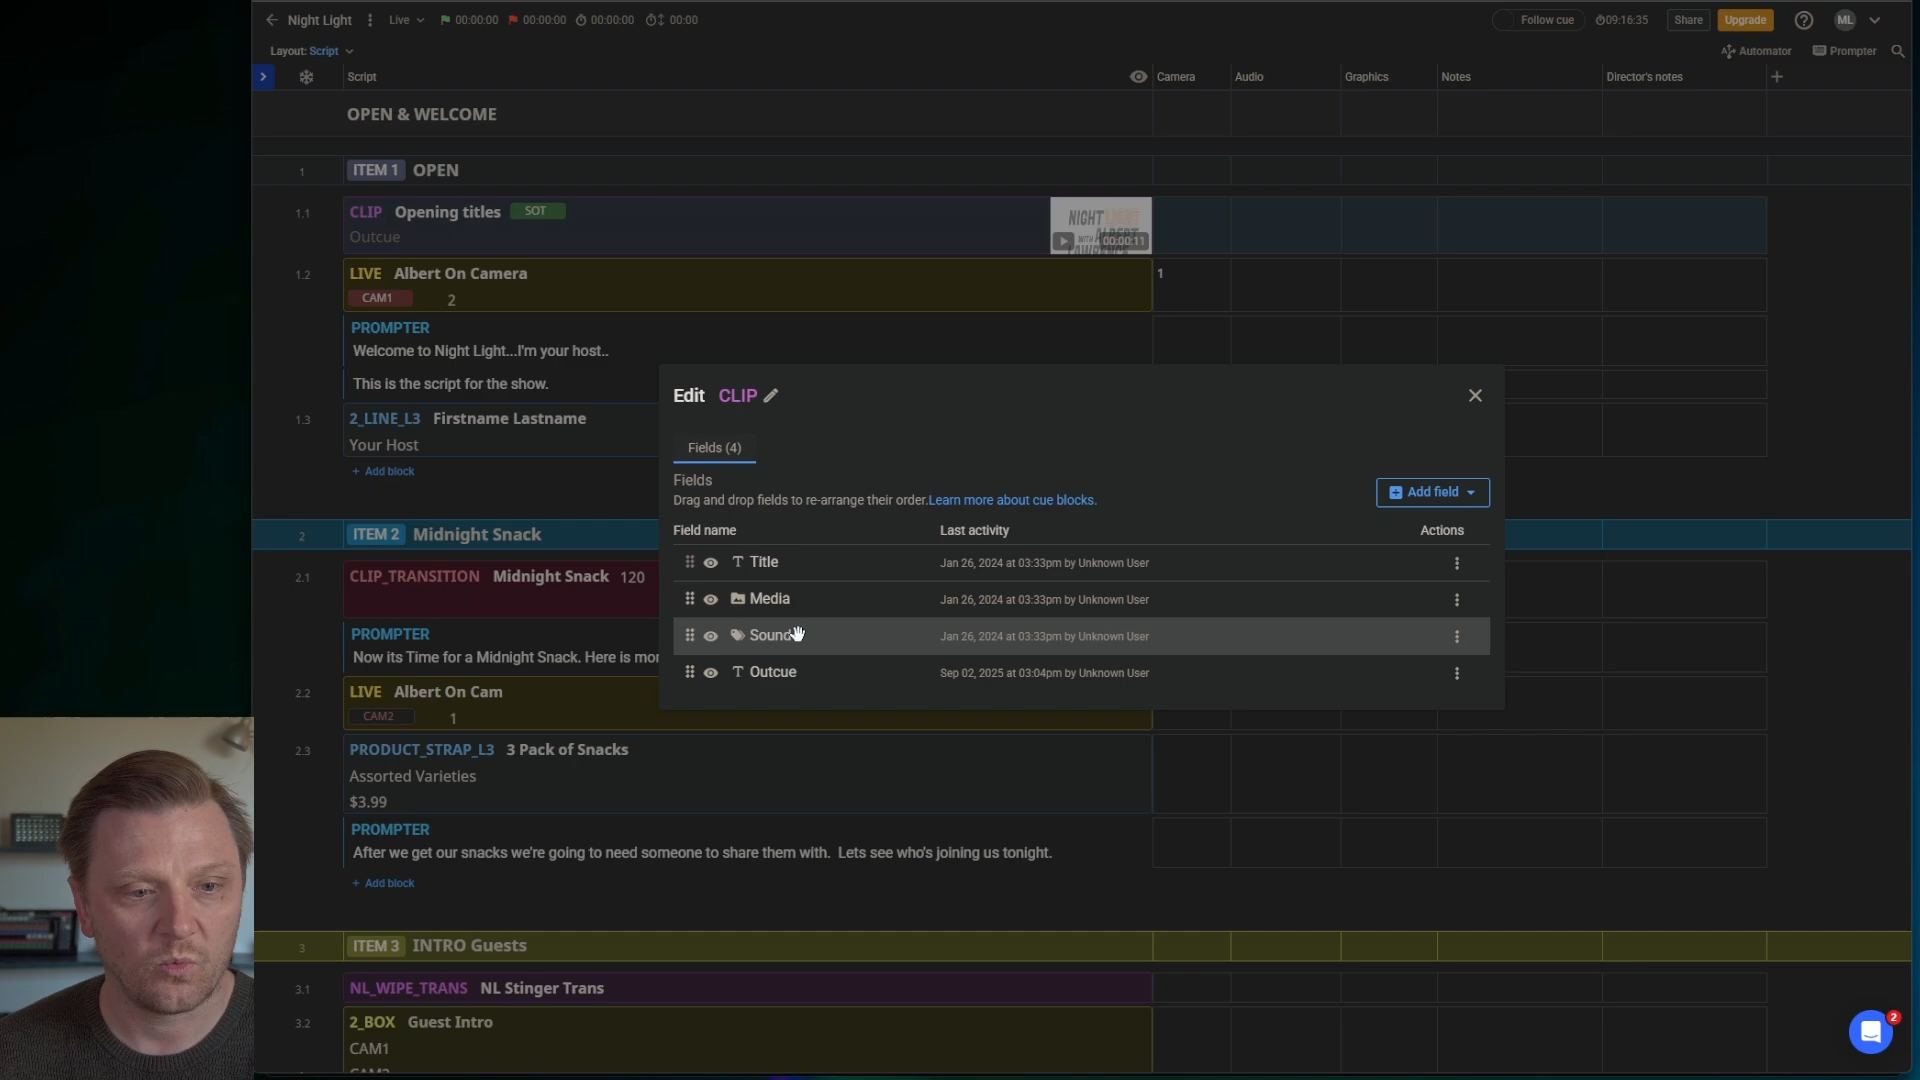 Night Light
Live
00:00:00
00:00:00
00:00:00
00:00
Follow cue
09:16:35
Share
Upgrade
ML
Layout: Script
Automator
Prompter
Script
Camera
Audio
Graphics
Notes
Director's notes
OPEN & WELCOME
1
ITEM 1 OPEN
1.1
CLIP Opening titles SOT
Outcue
NIGHT LIGHT
WITH ALBERT
LAWRENCE
00:00:11
1.2
LIVE Albert On Camera
1
CAM1 2
PROMPTER
Welcome to Night Light...I'm your host..
This is the script for the show.
1.3
2_LINE_L3 Firstname Lastname
Your Host
+ Add block
2
ITEM 2 Midnight Snack
2.1
CLIP_TRANSITION Midnight Snack 120
PROMPTER
Now its Time for a Midnight Snack. Here is mor
2.2
LIVE Albert On Cam
CAM2 1
2.3
PRODUCT_STRAP_L3 3 Pack of Snacks
Assorted Varieties
$3.99
PROMPTER
After we get our snacks we're going to need someone to share them with. Lets see who's joining us tonight.
+ Add block
3
ITEM 3 INTRO Guests
3.1
NL_WIPE_TRANS NL Stinger Trans
3.2
2_BOX Guest Intro
CAM1
CAM2
Edit CLIP
Fields (4)
Fields
Drag and drop fields to re-arrange their order.Learn more about cue blocks.
Add field
Field name Last activity Actions
Title Jan 26, 2024 at 03:33pm by Unknown User
Media Jan 26, 2024 at 03:33pm by Unknown User
Sound Jan 26, 2024 at 03:33pm by Unknown User
Outcue Sep 02, 2025 at 03:04pm by Unknown User
2